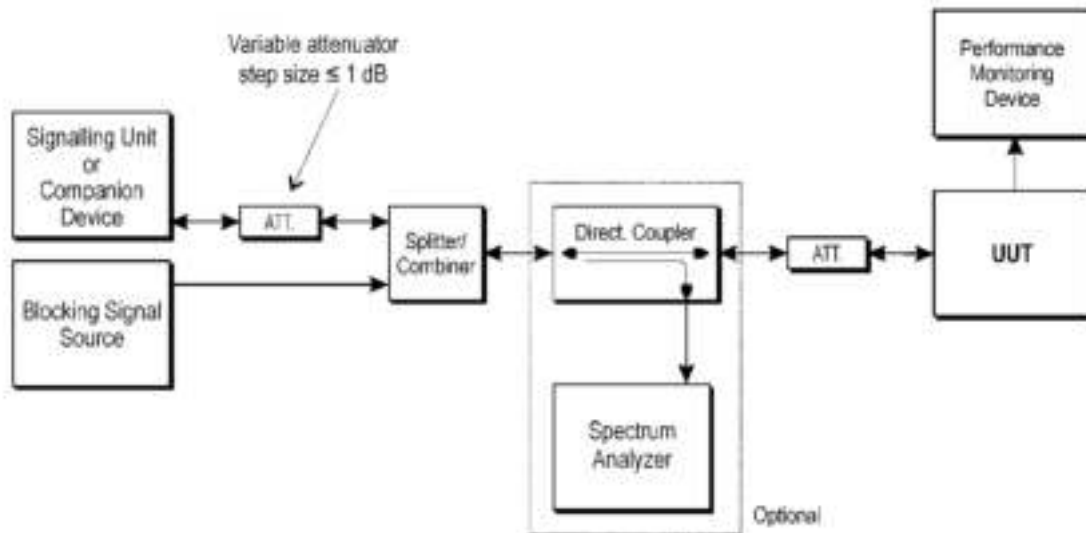 Variable attenuator
step size ≤ 1 dB
Performance
Monitoring
Device
Signalling Unit
or
Companion
Device
ATT.
Splitter/
Combiner
Direct. Coupler
ATT.
UUT
Blocking Signal
Source
Spectrum
Analyzer
Optional